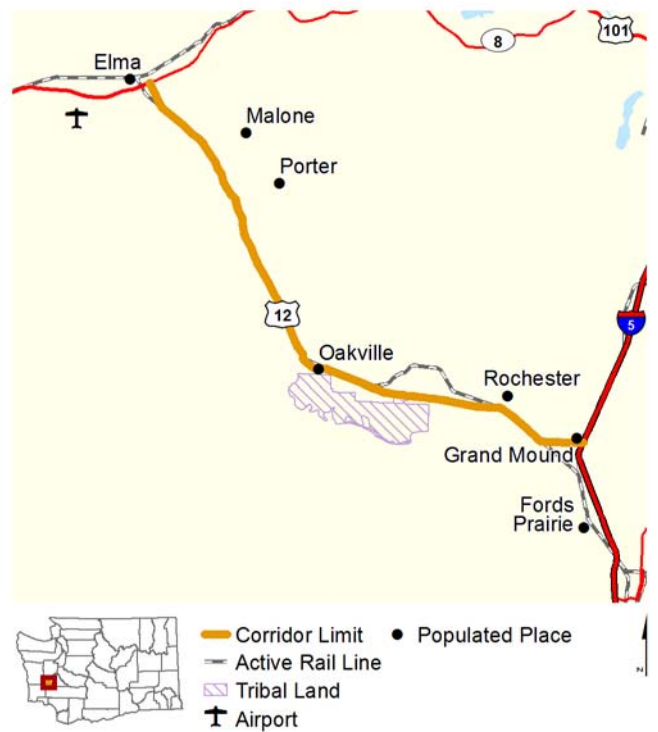 101
8
Elma
Malone
Porter
12
5
Oakville
Rochester
Grand Mound
Fords
Prairie
Corridor Limit
Populated Place
Active Rail Line
Tribal Land
Airport
N